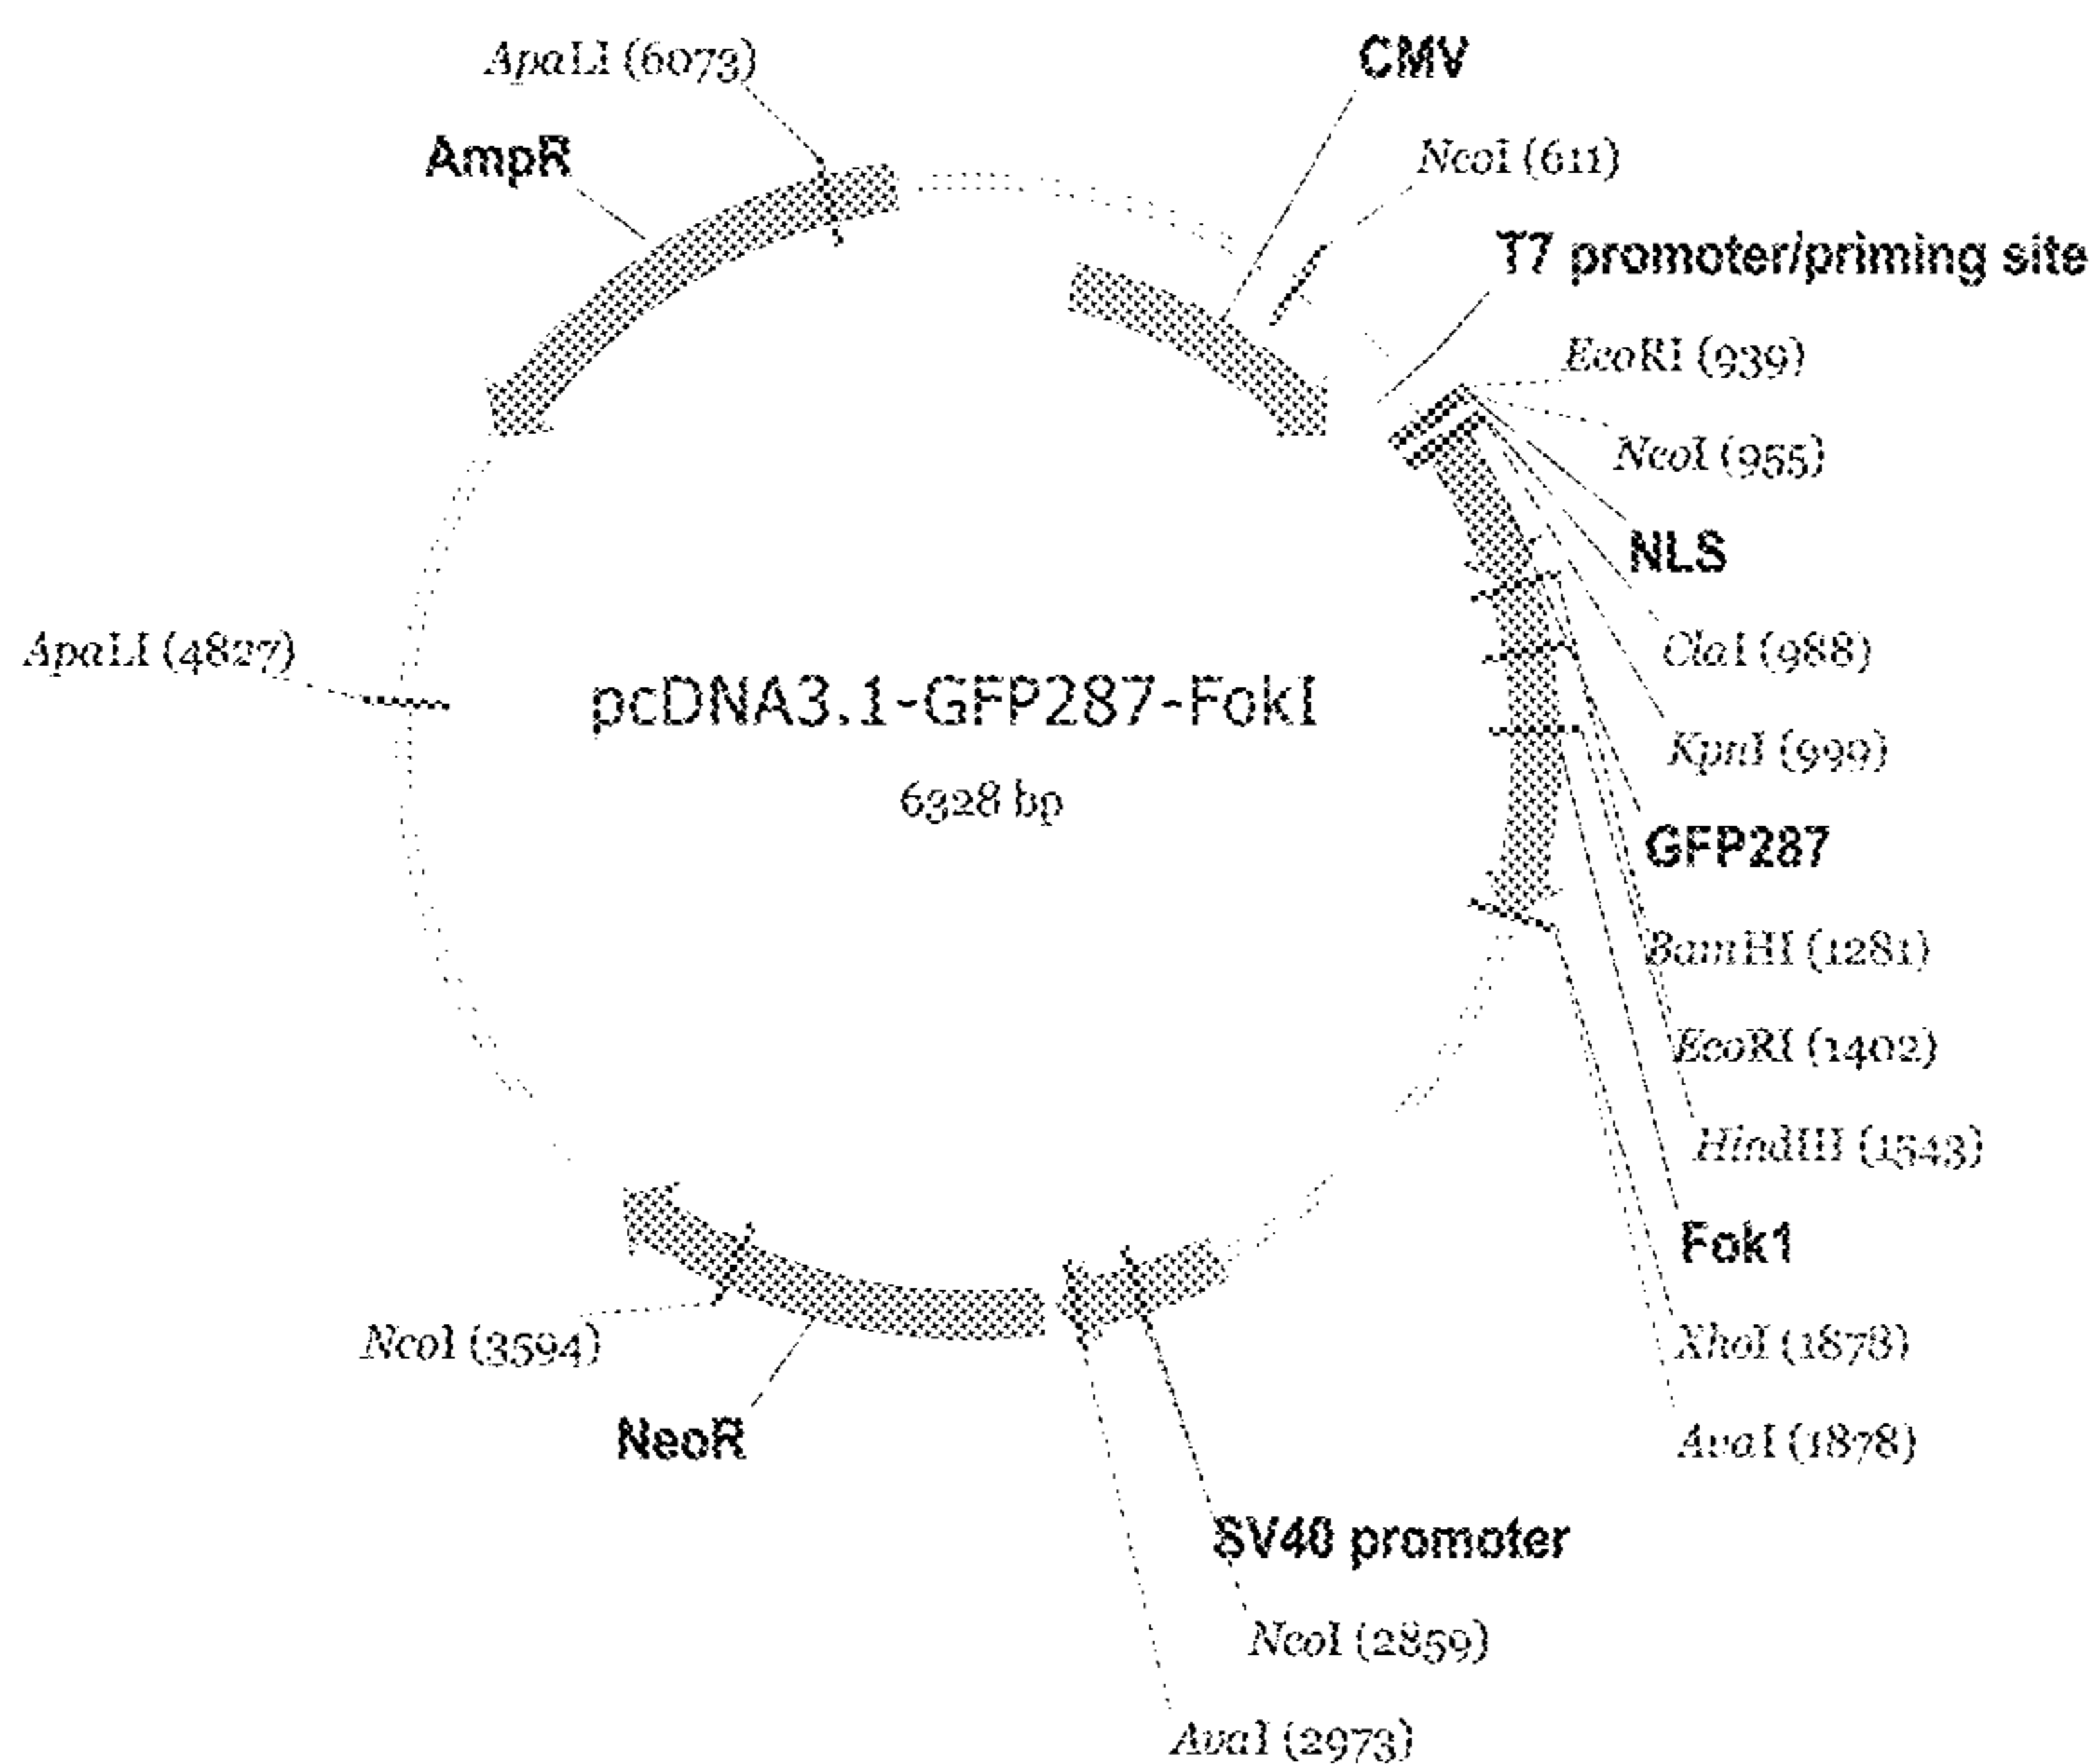 ApaLI (6073)
CMV
AmpR
NcoI (611)
T7 promoter/priming site
EcoRI (939)
NcoI (955)
NLS
ClaI (988)
ApaLI (4827)
pcDNA3.1-GFP287-FokI
6328 bp
KpnI (999)
GFP287
BamHI (1281)
EcoRI (1402)
HindIII (1543)
Fok1
XhoI (1878)
AvaI (1878)
NcoI (3594)
NeoR
SV40 promoter
NcoI (2859)
AvaI (2973)